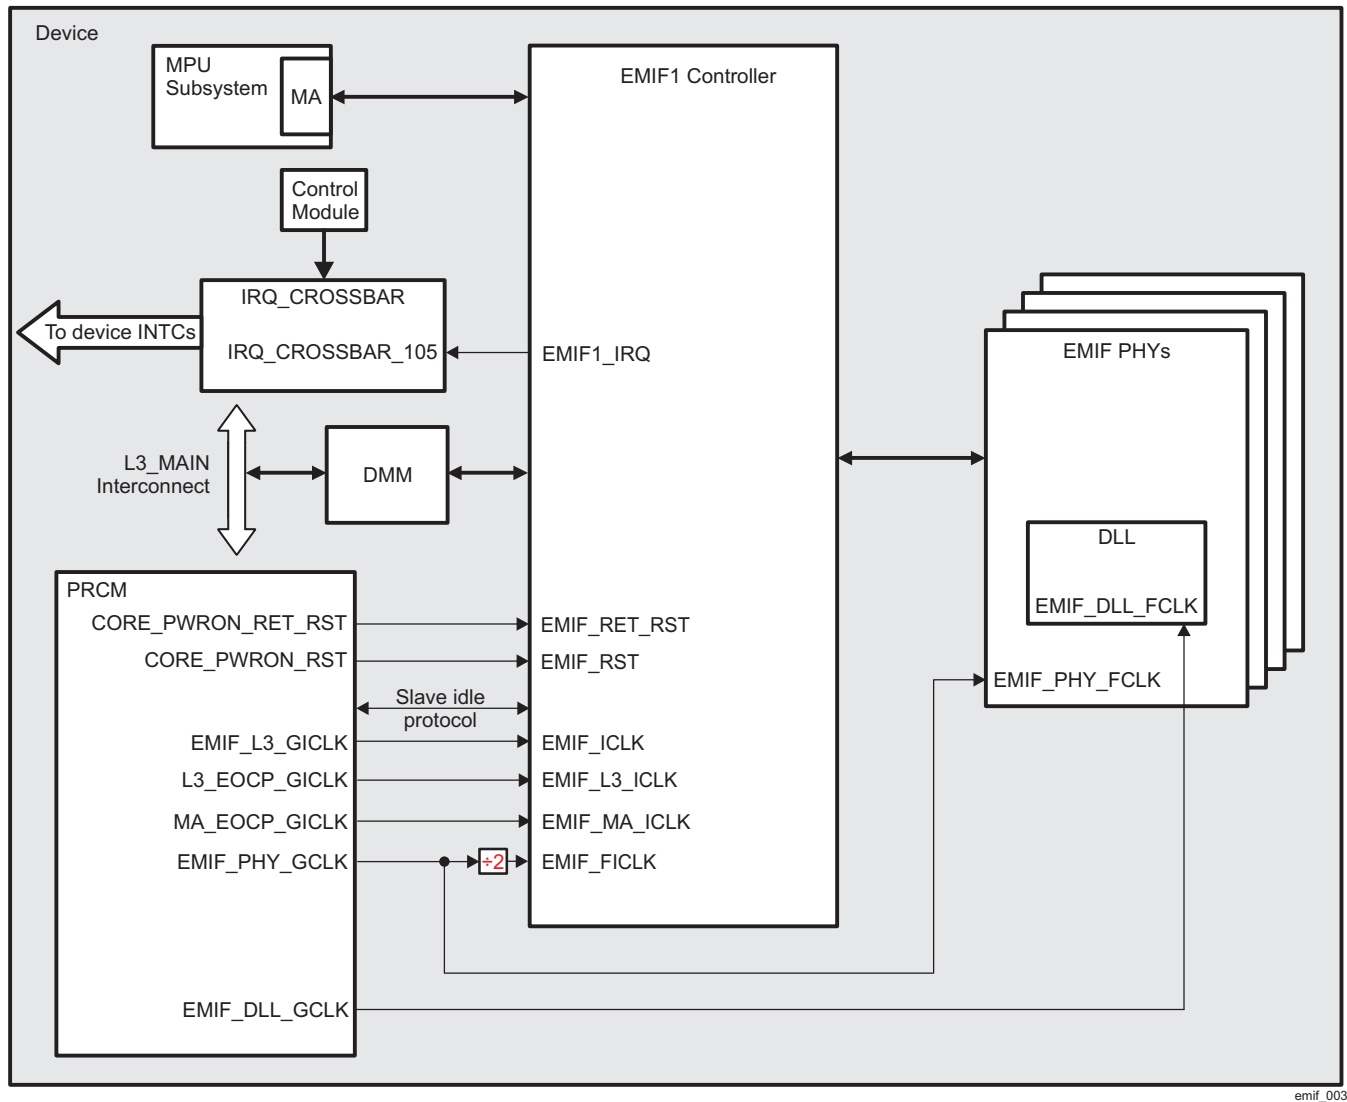 Device
MPU
Subsystem
MA
EMIF1 Controller
Control
Module
IRQ_CROSSBAR
To device INTCs
IRQ_CROSSBAR_105
EMIF1_IRQ
EMIF PHYs
L3_MAIN
Interconnect
DMM
DLL
EMIF_DLL_FCLK
EMIF_PHY_FCLK
PRCM
CORE_PWRON_RET_RST
EMIF_RET_RST
CORE_PWRON_RST
EMIF_RST
Slave idle
protocol
EMIF_L3_GICLK
EMIF_ICLK
L3_EOCP_GICLK
EMIF_L3_ICLK
MA_EOCP_GICLK
EMIF_MA_ICLK
EMIF_PHY_GCLK
÷2
EMIF_FICLK
EMIF_DLL_GCLK
emif_003